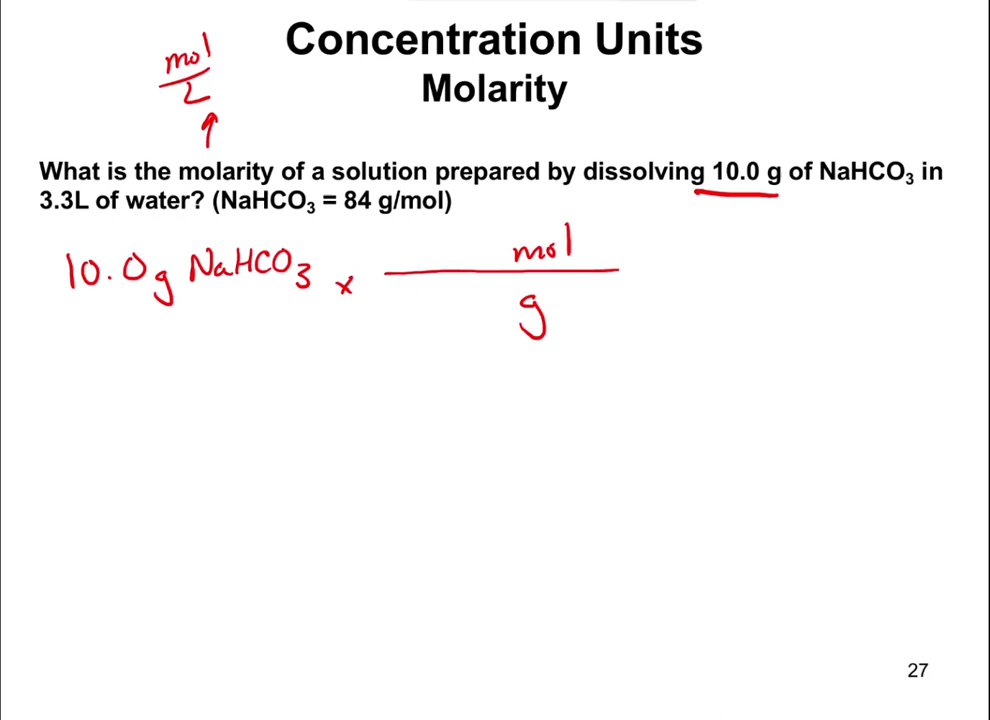 Concentration Units
Molarity
mol
L
What is the molarity of a solution prepared by dissolving 10.0 g of NaHCO₃ in
3.3L of water? (NaHCO₃ = 84 g/mol)
10.0g NaHCO₃ x mol
g
27